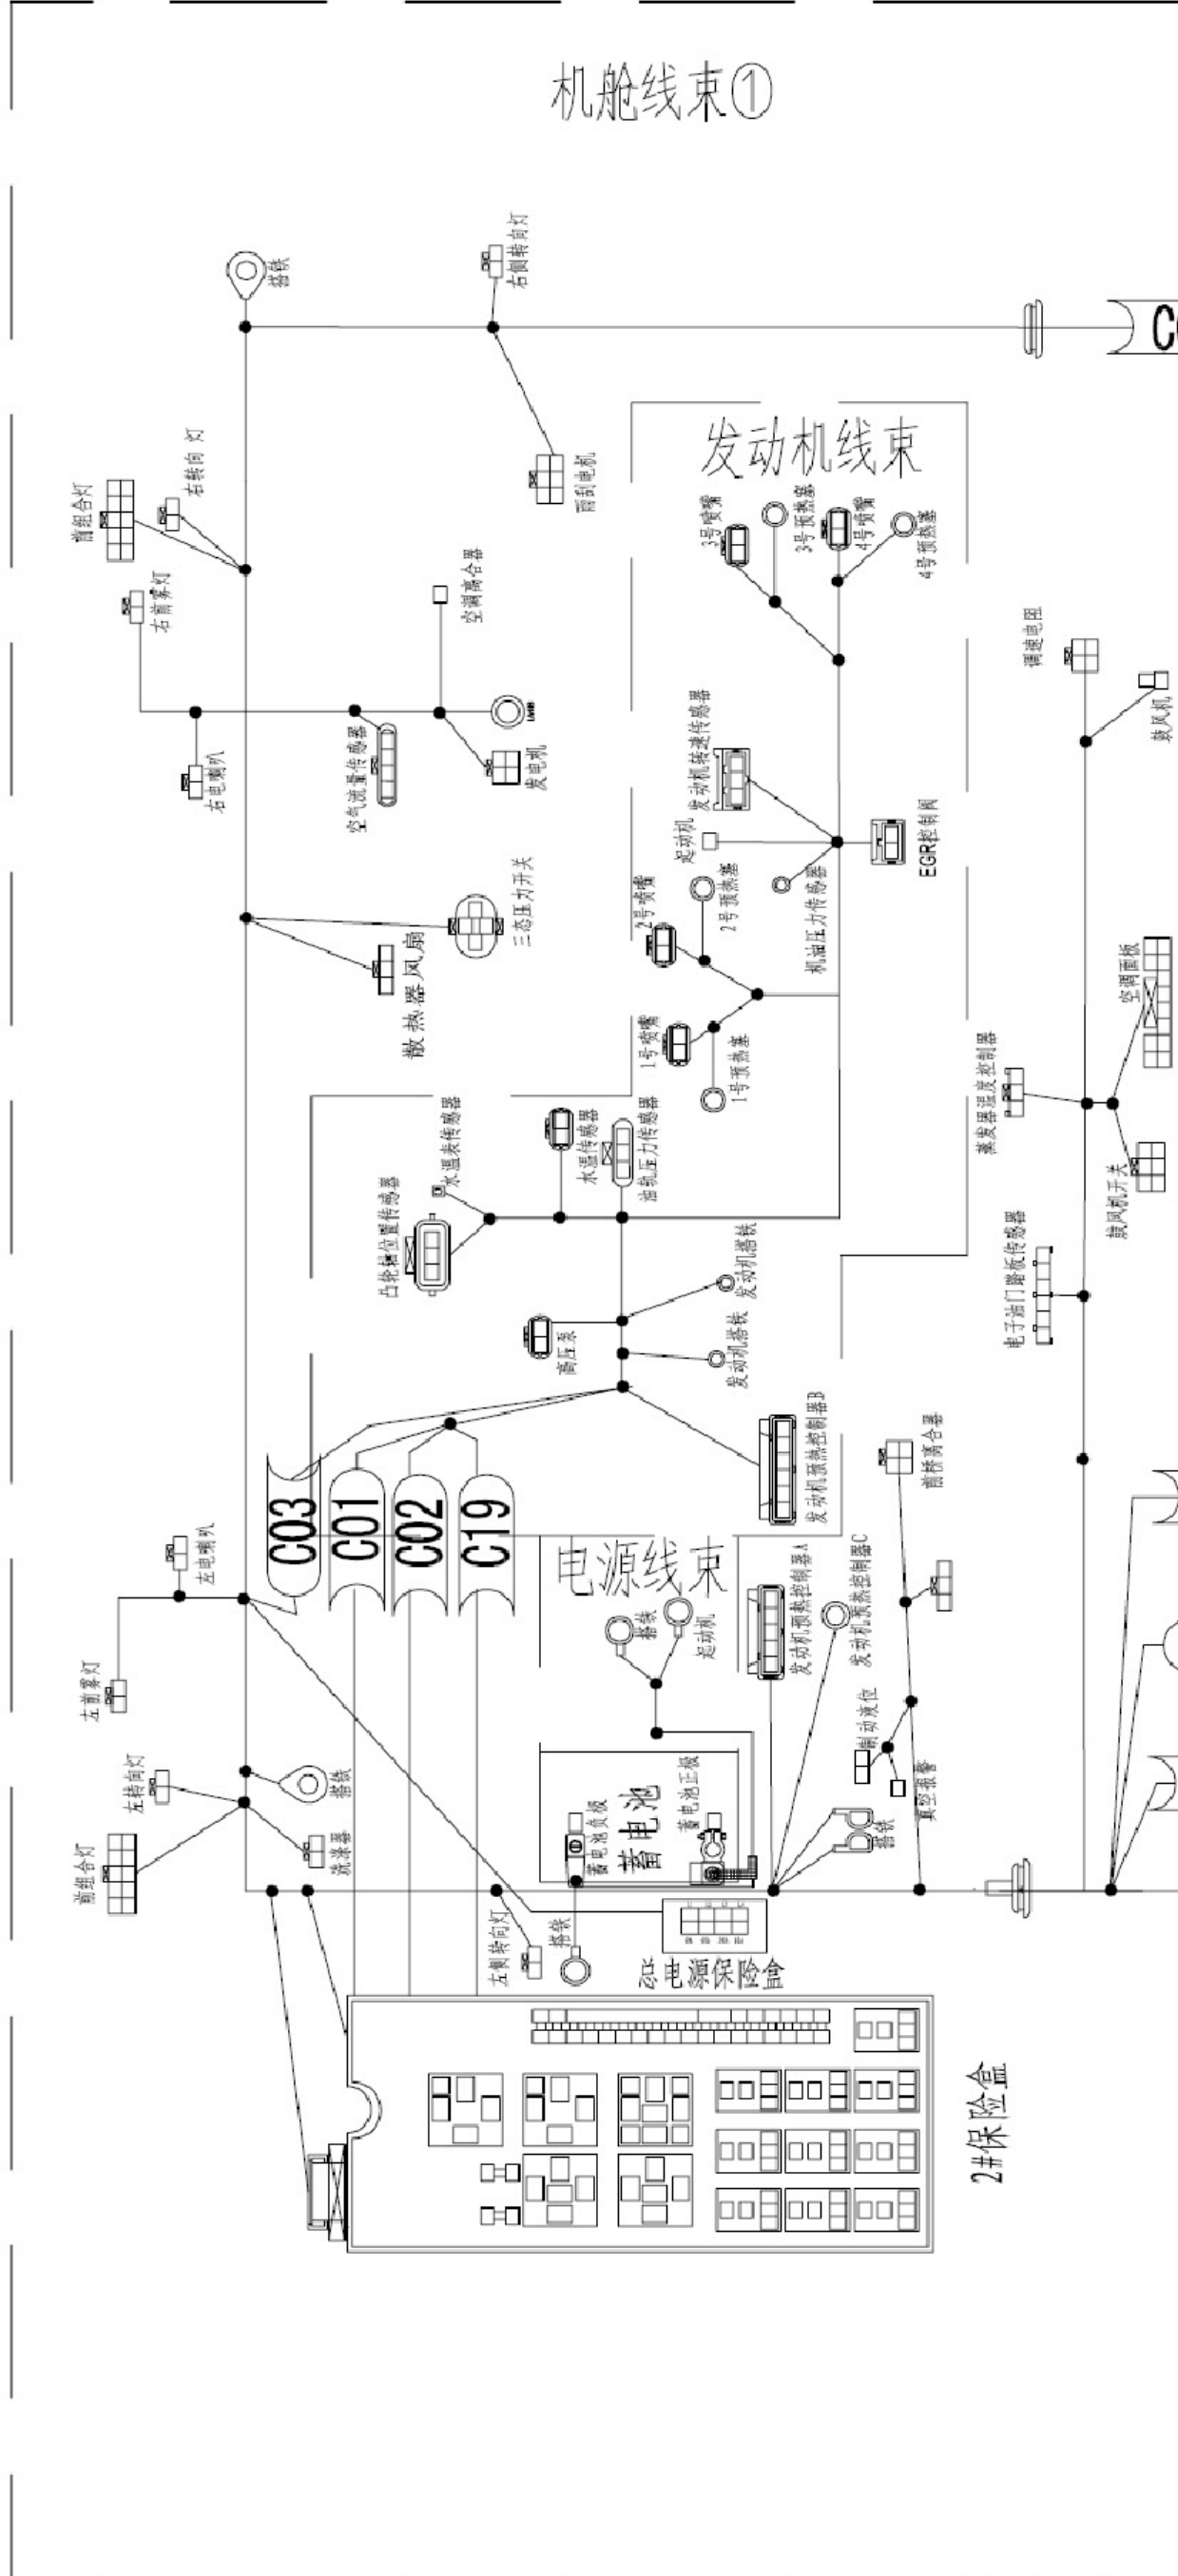 机舱线束①
搭铁
右侧转向灯
前组合灯
右转向 灯
雨刮电机
发动机线束
右前雾灯
空调离合器
3号喷嘴
3号预热塞
4号喷嘴
4号预热塞
调速电阻
鼓风机
右电喇叭
空气流量传感器
发电机
发动机转速传感器
起动机
EGR控制阀
2号喷嘴
2号预热塞
机油压力传感器
三态压力开关
散热器风扇
1号喷嘴
1号预热塞
空调面板
蒸发器温度控制器
鼓风机开关
水温表传感器
水温传感器
油轨压力传感器
凸轮轴位置传感器
电子油门踏板传感器
发动机搭铁
发动机搭铁
高压泵
发动机预热控制器B
前桥离合器
C03
C01
C02
C19
左电喇叭
电源线束
搭铁
起动机
发动机预热控制器A
发动机预热控制器C
左前雾灯
左转向灯
搭铁
前组合灯
洗涤器
蓄电池负极
蓄电池
蓄电池正极
制动液位
真空报警
搭铁
左侧转向灯
搭铁
总电源保险盒
2#保险盒